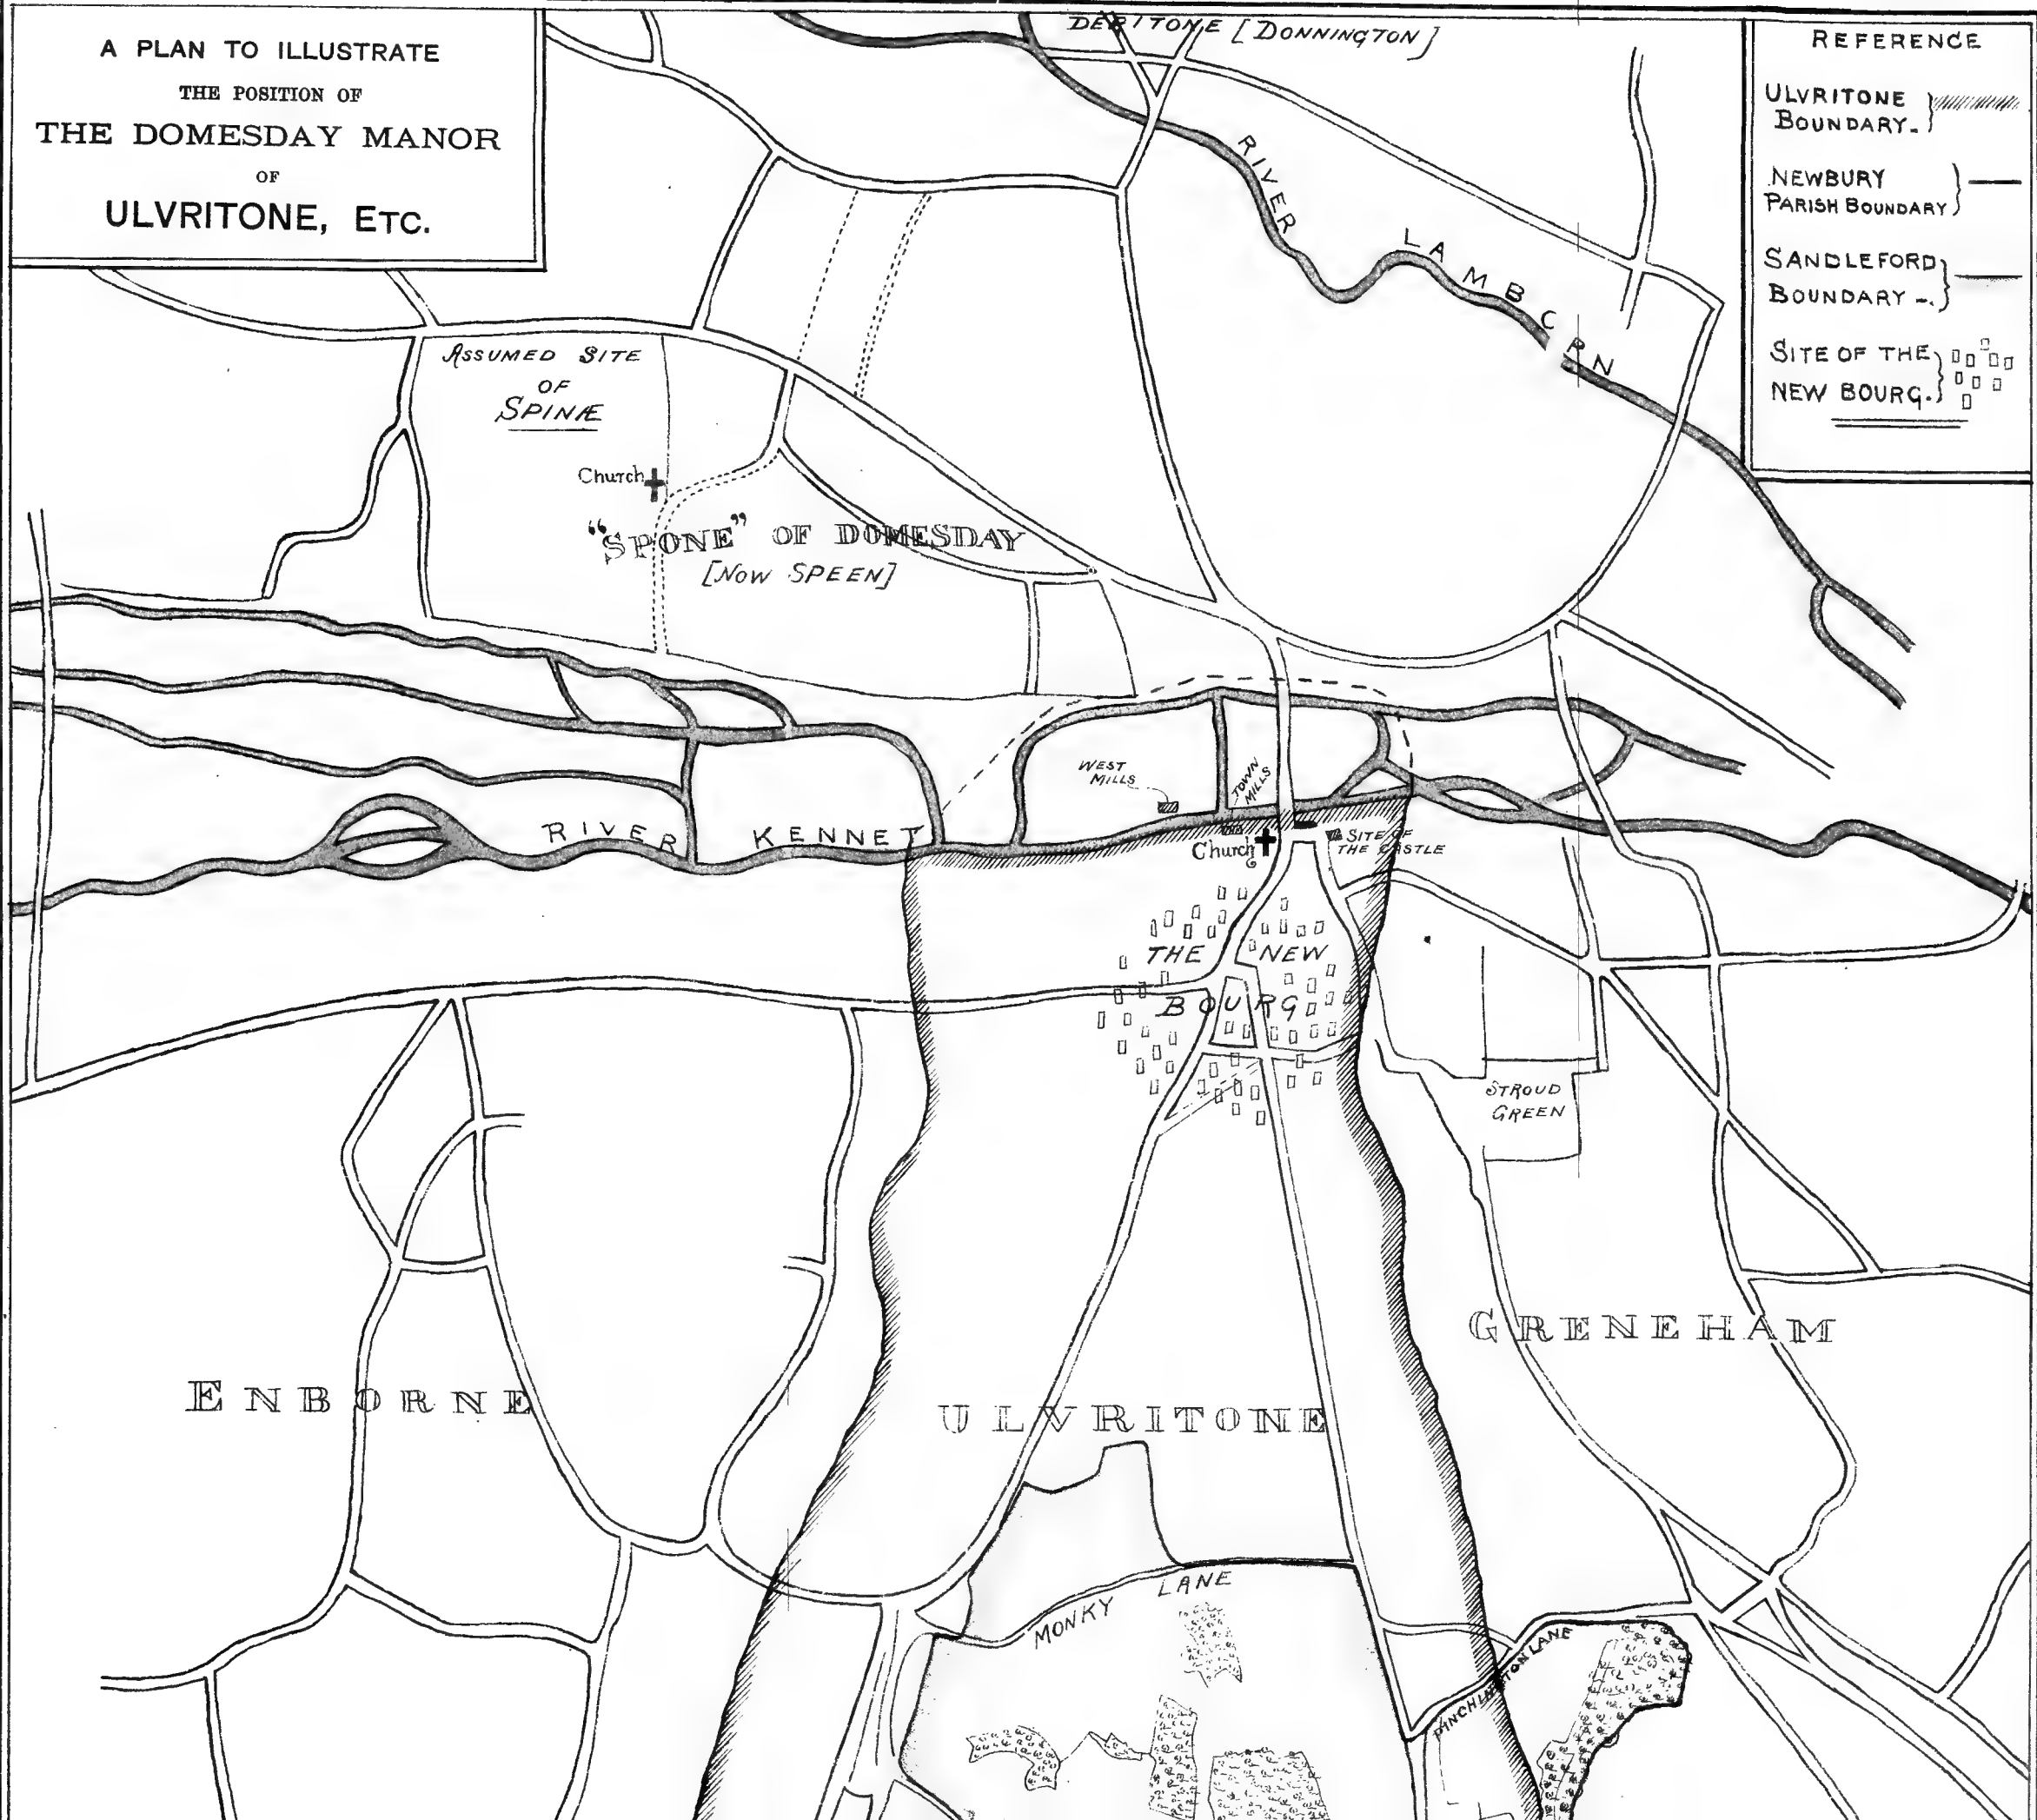 A PLAN TO ILLUSTRATE
THE POSITION OF
THE DOMESDAY MANOR
OF
ULVRITONE, ETC.
DERITONE [DONNINGTON]
REFERENCE
ULVRITONE
BOUNDARY.
NEWBURY
PARISH BOUNDARY
SANDLEFORD
BOUNDARY
SITE OF THE
NEW BOURG.
RIVER LAMBORN
ASSUMED SITE
OF
SPINÆ
Church
"SPONE" OF DOMESDAY
[NOW SPEEN]
WEST
MILLS
TOWN
MILLS
RIVER KENNET
Church
SITE OF
THE CASTLE
THE NEW
BOURG
STROUD
GREEN
GRENEHAM
ENBORNE
ULVRITONE
MONKY LANE
PINCHINGTON LANE